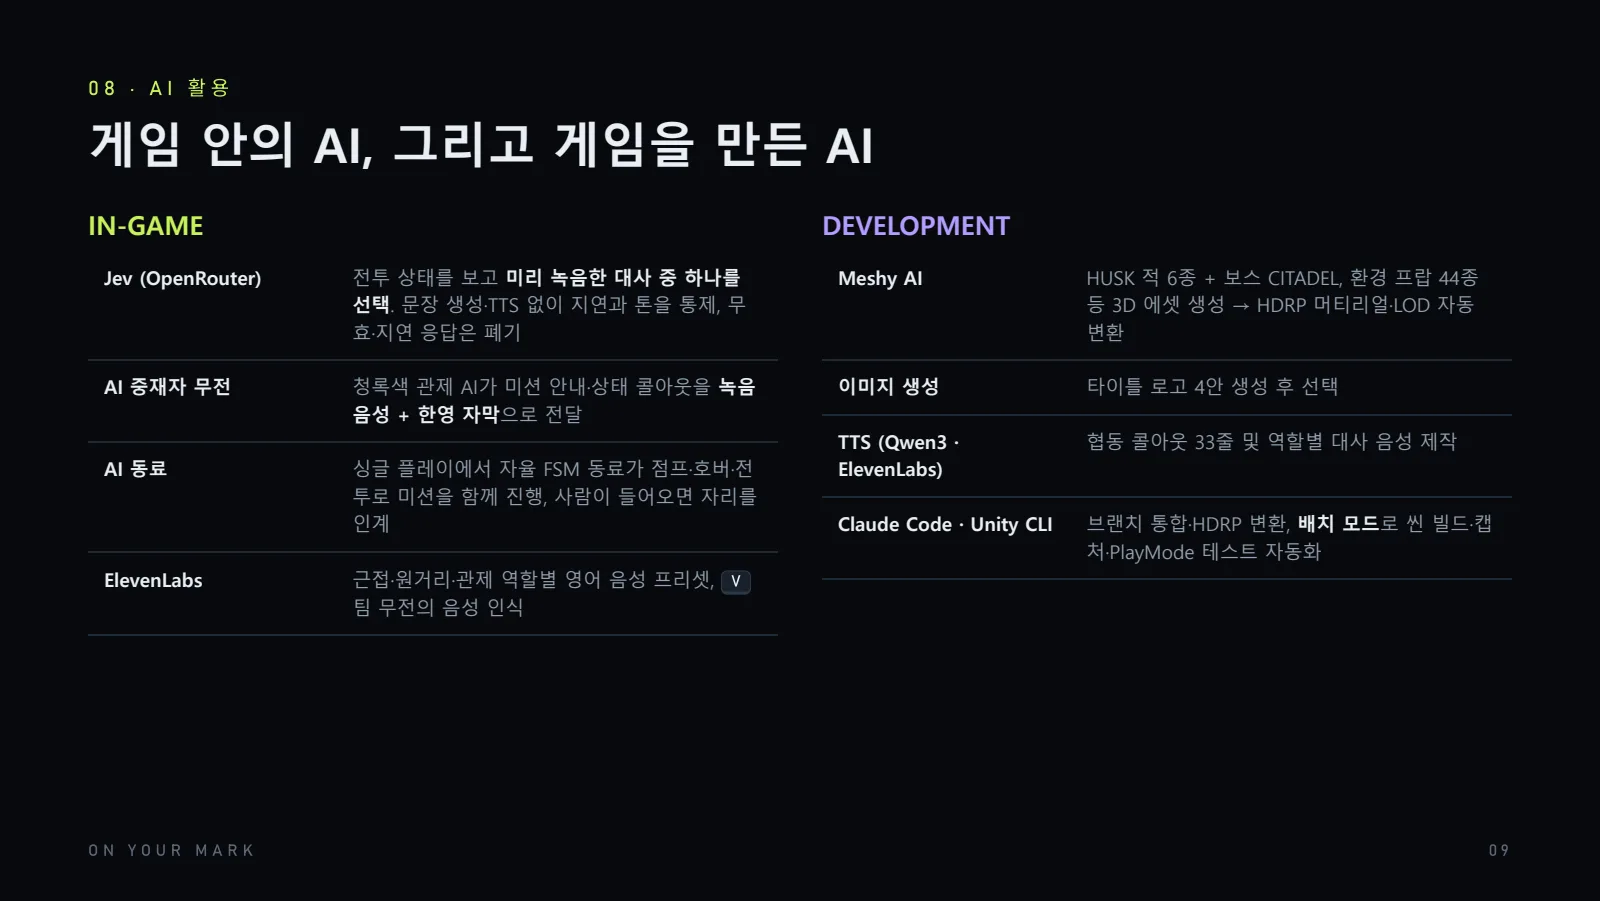 08 · AI 활용
게임 안의 AI, 그리고 게임을 만든 AI
IN-GAME
Jev (OpenRouter)
전투 상태를 보고 미리 녹음한 대사 중 하나를
선택. 문장 생성·TTS 없이 지연과 톤을 통제, 무
효·지연 응답은 폐기
AI 중재자 무전
청록색 관제 AI가 미션 안내·상태 콜아웃을 녹음
음성 + 한영 자막으로 전달
AI 동료
싱글 플레이에서 자율 FSM 동료가 점프·호버·전
투로 미션을 함께 진행, 사람이 들어오면 자리를
인계
ElevenLabs
근접·원거리·관제 역할별 영어 음성 프리셋, V
팀 무전의 음성 인식
DEVELOPMENT
Meshy AI
HUSK 적 6종 + 보스 CITADEL, 환경 프랍 44종
등 3D 에셋 생성 → HDRP 머티리얼·LOD 자동
변환
이미지 생성
타이틀 로고 4안 생성 후 선택
TTS (Qwen3 ·
ElevenLabs)
협동 콜아웃 33줄 및 역할별 대사 음성 제작
Claude Code · Unity CLI
브랜치 통합·HDRP 변환, 배치 모드로 씬 빌드·캡
처·PlayMode 테스트 자동화
ON YOUR MARK
09